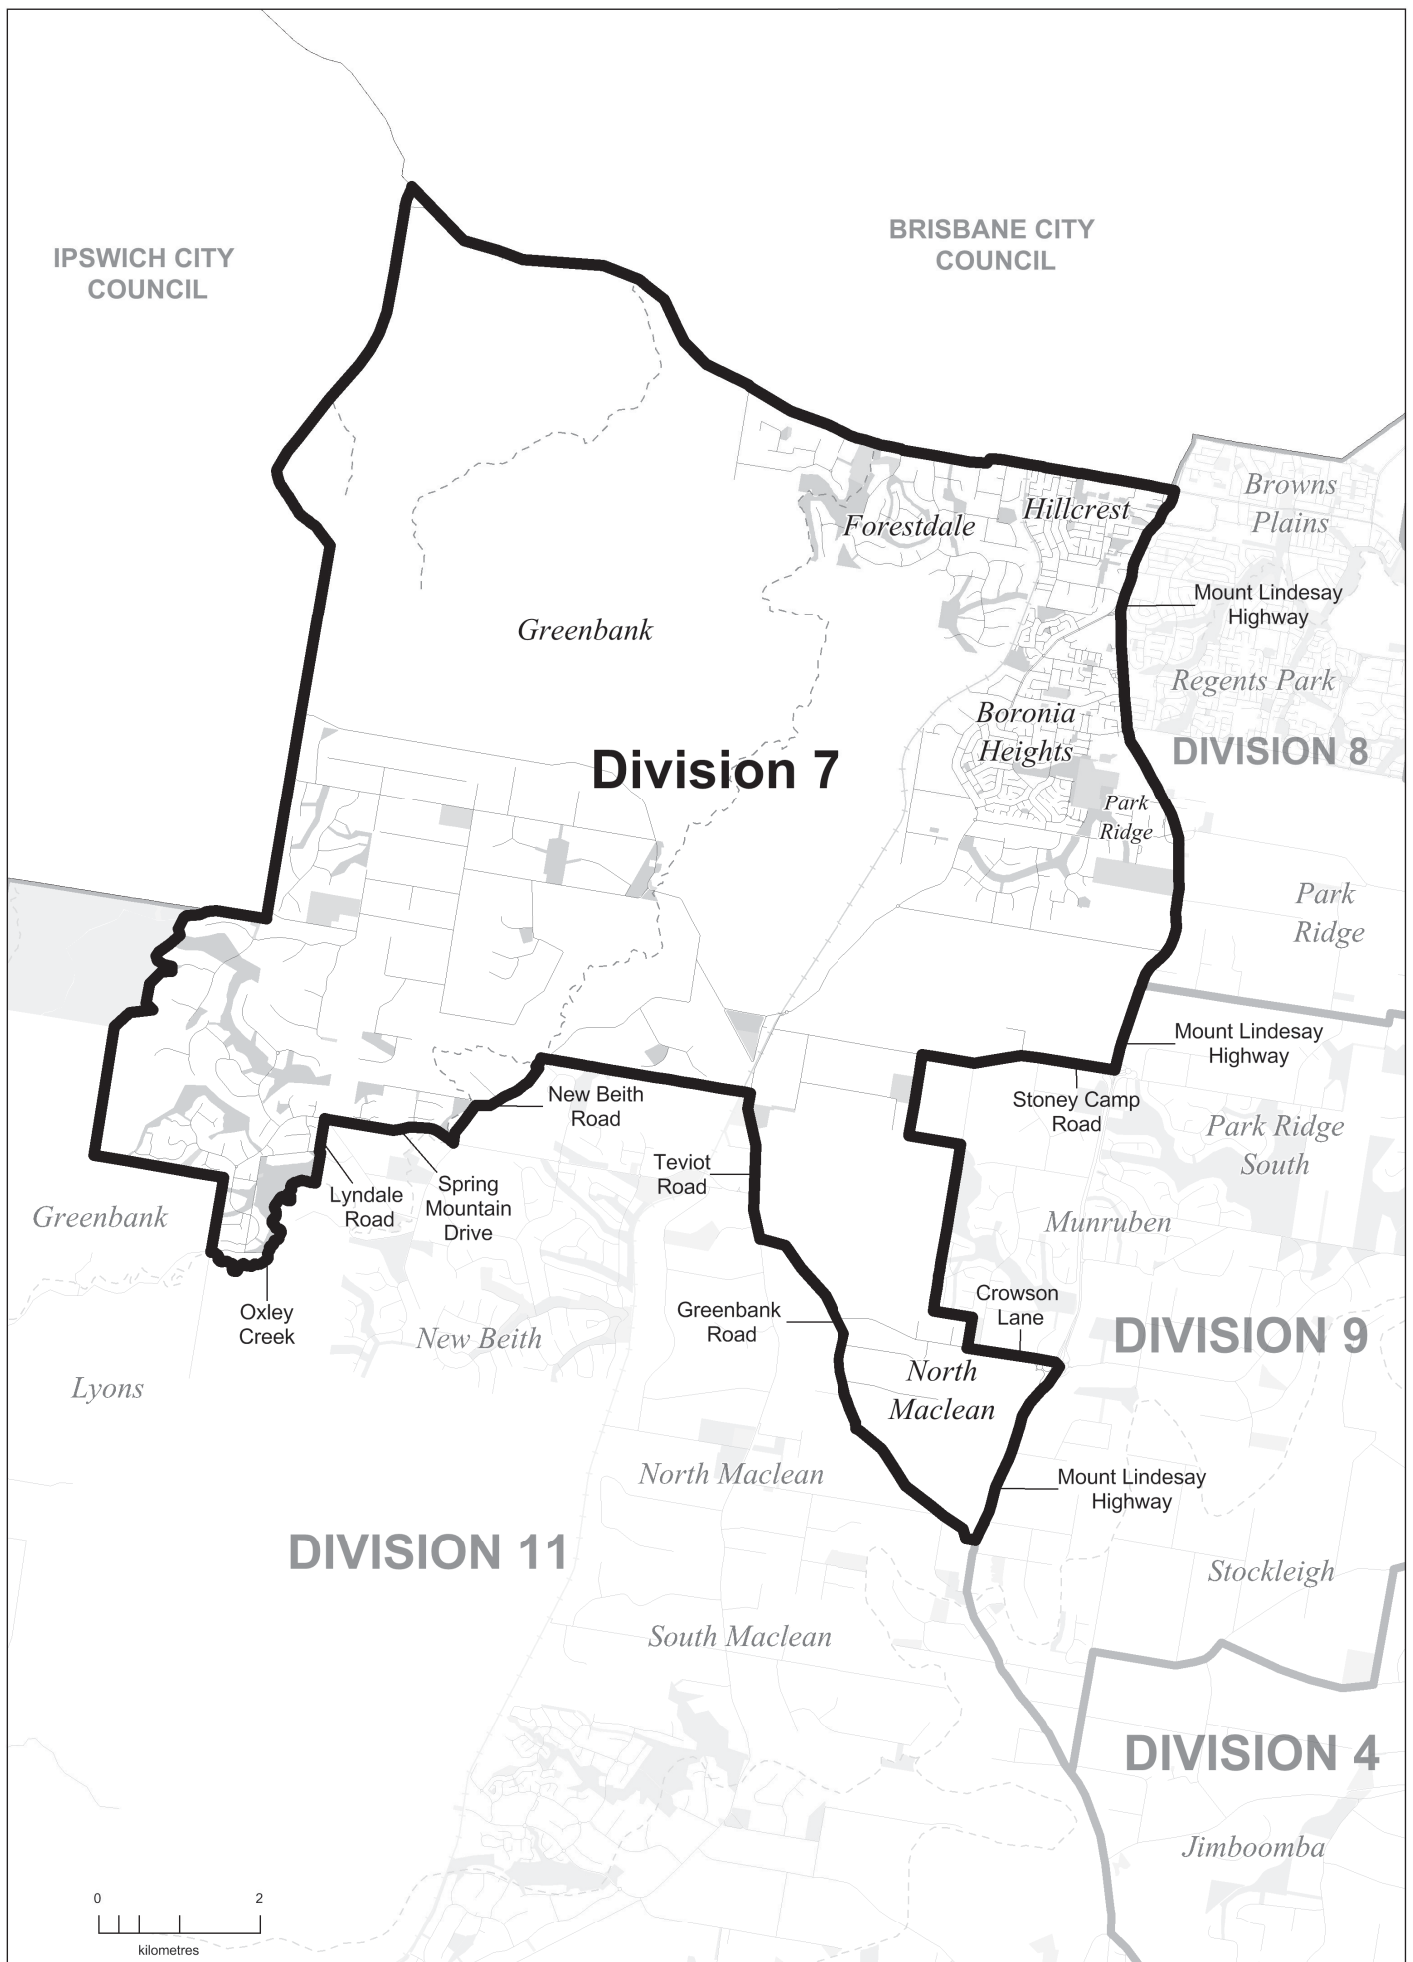 BRISBANE CITY
COUNCIL
IPSWICH CITY
COUNCIL
Browns
Plains
Hillcrest
Forestdale
Mount Lindesay
Highway
Greenbank
Regents Park
Boronia
Heights
DIVISION 8
Division 7
Park
Ridge
Park
Ridge
Mount Lindesay
Highway
New Beith
Road
Stoney Camp
Road
Park Ridge
South
Teviot
Road
Spring
Mountain
Drive
Lyndale
Road
Greenbank
Munruben
Crowson
Lane
Greenbank
Road
Oxley
Creek
New Beith
DIVISION 9
North
Maclean
Lyons
North Maclean
Mount Lindesay
Highway
DIVISION 11
Stockleigh
South Maclean
DIVISION 4
Jimboomba
0 2
kilometres